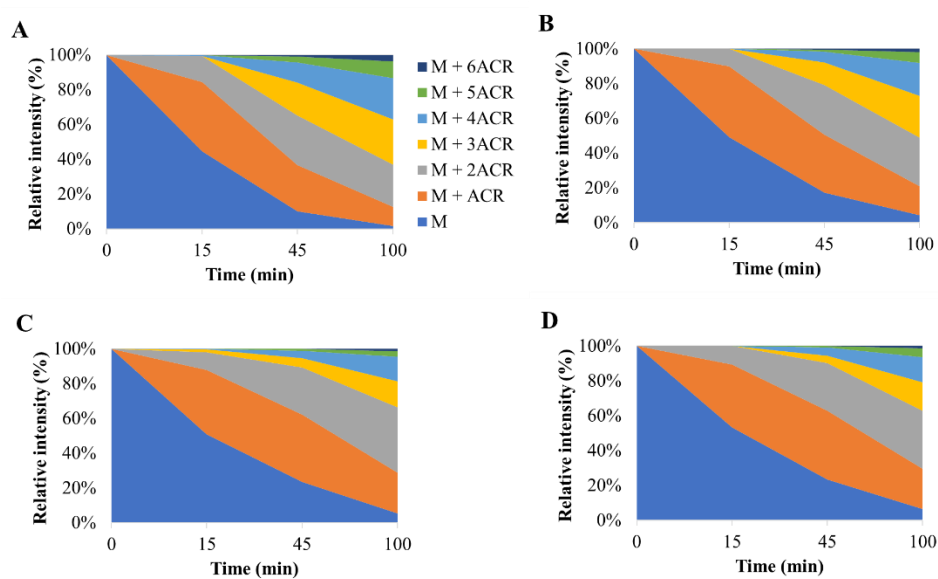 A
Relative intensity (%)
100%
80%
60%
40%
20%
0%
0 15 45 100
Time (min)
M + 6ACR
M + 5ACR
M + 4ACR
M + 3ACR
M + 2ACR
M + ACR
M
B
Relative intensity (%)
100%
80%
60%
40%
20%
0%
0 15 45 100
Time (min)
C
Relative intensity (%)
100%
80%
60%
40%
20%
0%
0 15 45 100
Time (min)
D
Relative intensity (%)
100%
80%
60%
40%
20%
0%
0 15 45 100
Time (min)